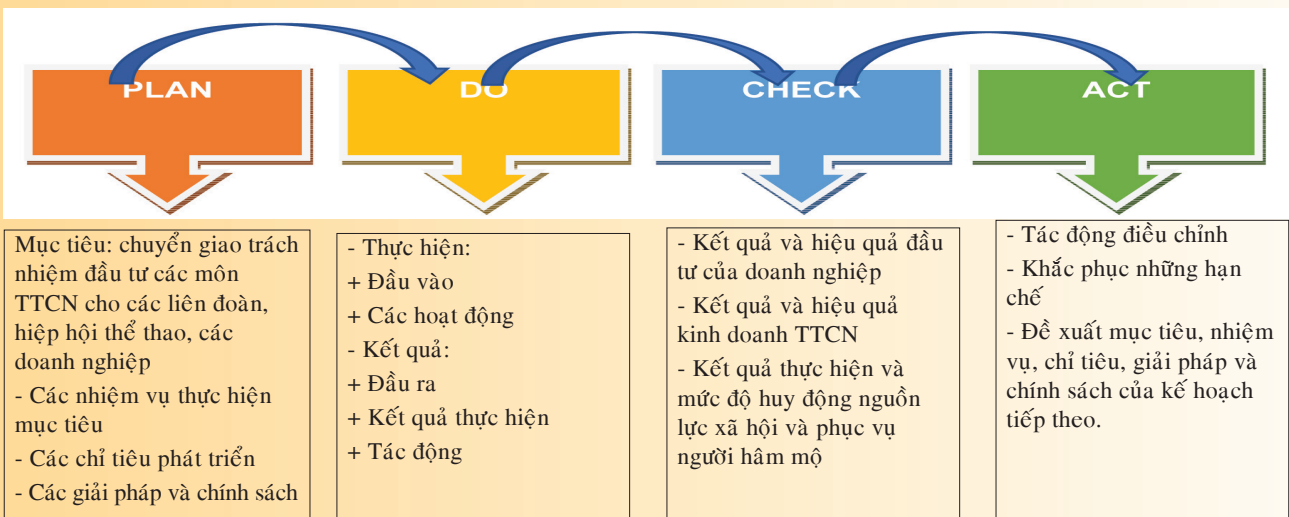 PLAN
DO
CHECK
ACT
Mục tiêu: chuyển giao trách
nhiệm đầu tư các môn
TTCN cho các liên đoàn,
hiệp hội thể thao, các
doanh nghiệp
- Các nhiệm vụ thực hiện
mục tiêu
- Các chỉ tiêu phát triển
- Các giải pháp và chính sách
- Thực hiện:
+ Đầu vào
+ Các hoạt động
- Kết quả:
+ Đầu ra
+ Kết quả thực hiện
+ Tác động
- Kết quả và hiệu quả đầu
tư của doanh nghiệp
- Kết quả và hiệu quả
kinh doanh TTCN
- Kết quả thực hiện và
mức độ huy động nguồn
lực xã hội và phục vụ
người hâm mộ
- Tác động điều chỉnh
- Khắc phục những hạn
chế
- Đề xuất mục tiêu, nhiệm
vụ, chỉ tiêu, giải pháp và
chính sách của kế hoạch
tiếp theo.